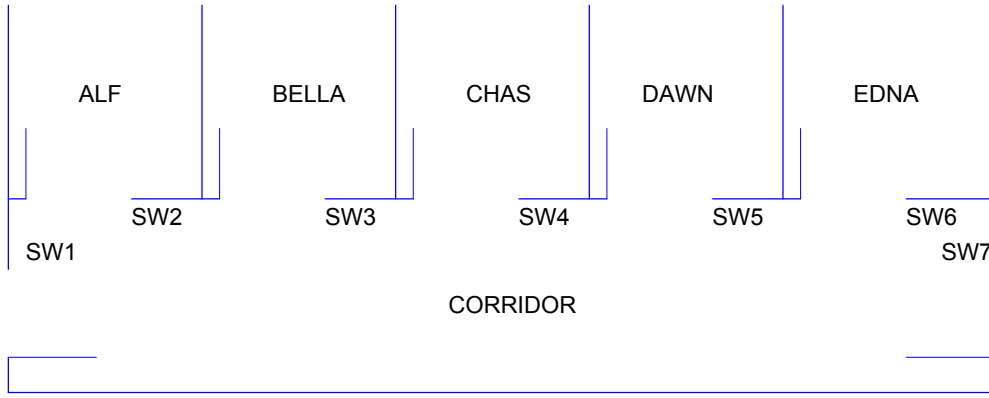 ALF BELLA CHAS DAWN EDNA
SW2 SW3 SW4 SW5 SW6
SW1 SW7
CORRIDOR